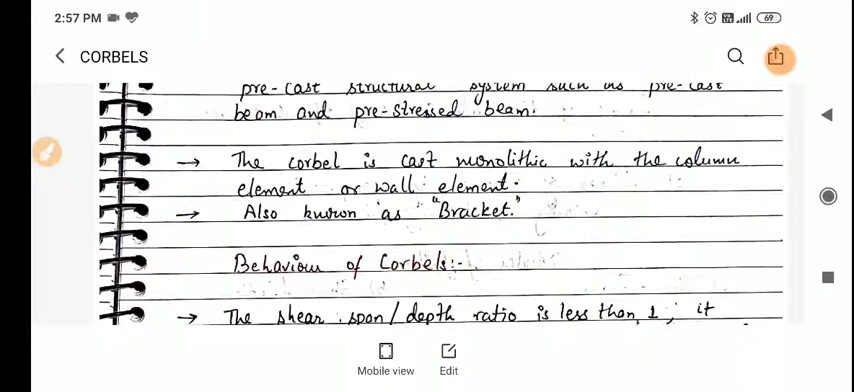 2:57 PM 69
CORBELS
pre-cast structural system such as pre-cast
beam and pre-stressed beam.
→ The corbel is cast monolithic with the column
element or wall element.
→ Also known as "Bracket."
Behaviour of Corbels:-
→ The shear span/depth ratio is less than 1, it
Mobile view Edit